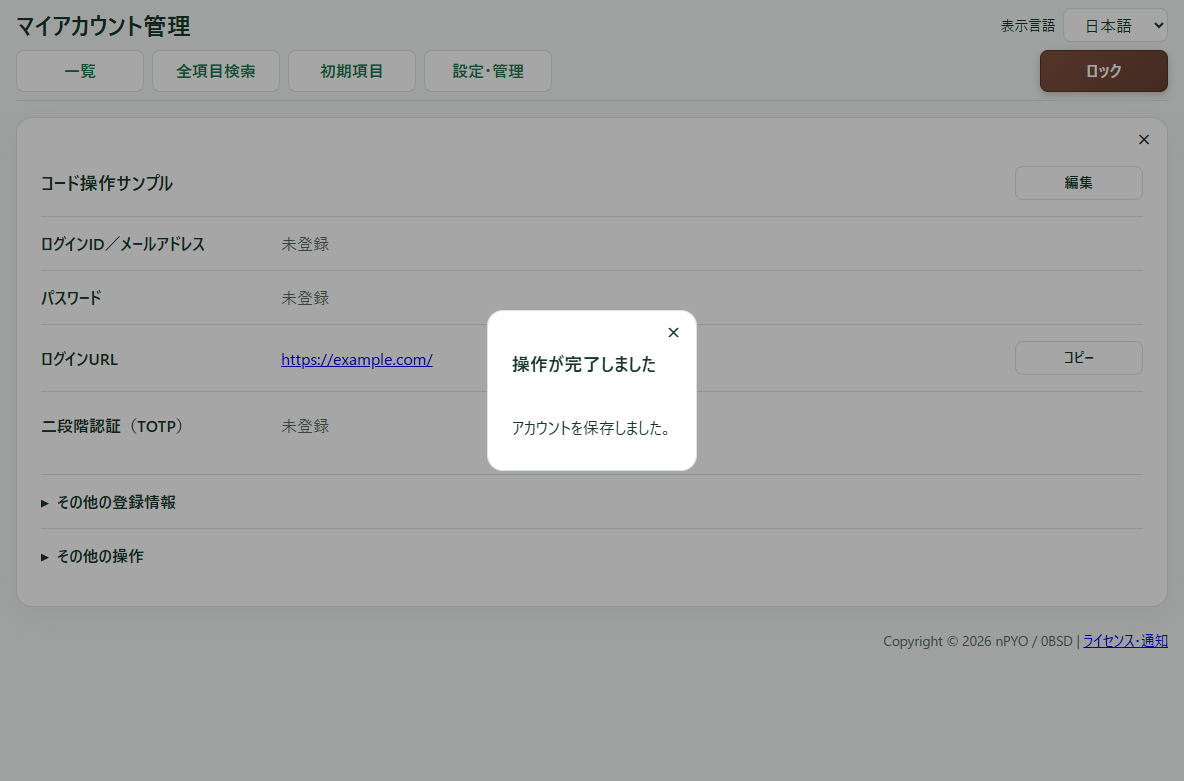 マイアカウント管理
表示言語 日本語
一覧 全項目検索 初期項目 設定・管理 ロック
×
コード操作サンプル 編集
ログインID／メールアドレス 未登録
パスワード 未登録
ログインURL https://example.com/ コピー
二段階認証（TOTP） 未登録
▸ その他の登録情報
▸ その他の操作
×
操作が完了しました
アカウントを保存しました。
Copyright © 2026 nPYO / 0BSD | ライセンス・通知